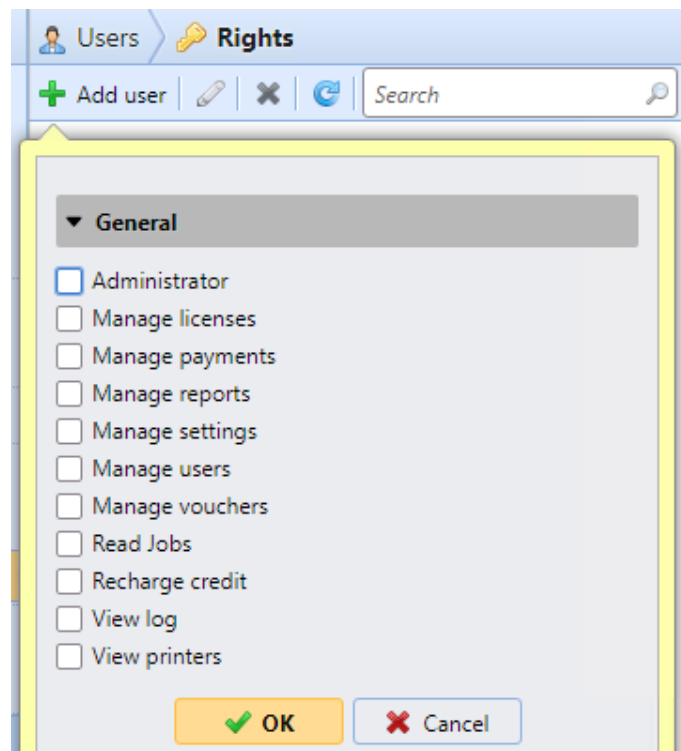 Users Rights
Add user Search
General
Administrator
Manage licenses
Manage payments
Manage reports
Manage settings
Manage users
Manage vouchers
Read Jobs
Recharge credit
View log
View printers
OK Cancel